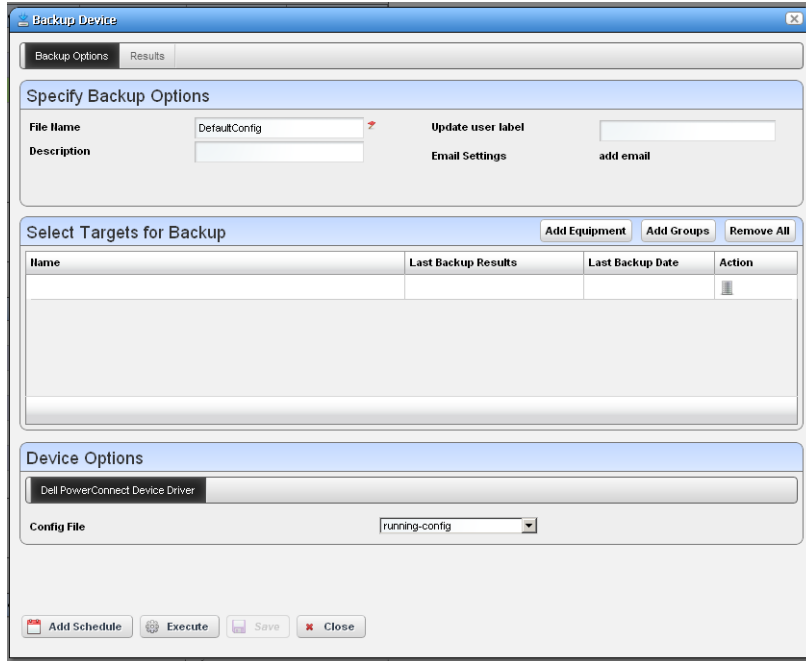 Backup Device
Backup Options Results
Specify Backup Options
File Name DefaultConfig Update user label
Description Email Settings add email
Select Targets for Backup Add Equipment Add Groups Remove All
Name Last Backup Results Last Backup Date Action
Device Options
Dell PowerConnect Device Driver
Config File running-config
Add Schedule Execute Save Close